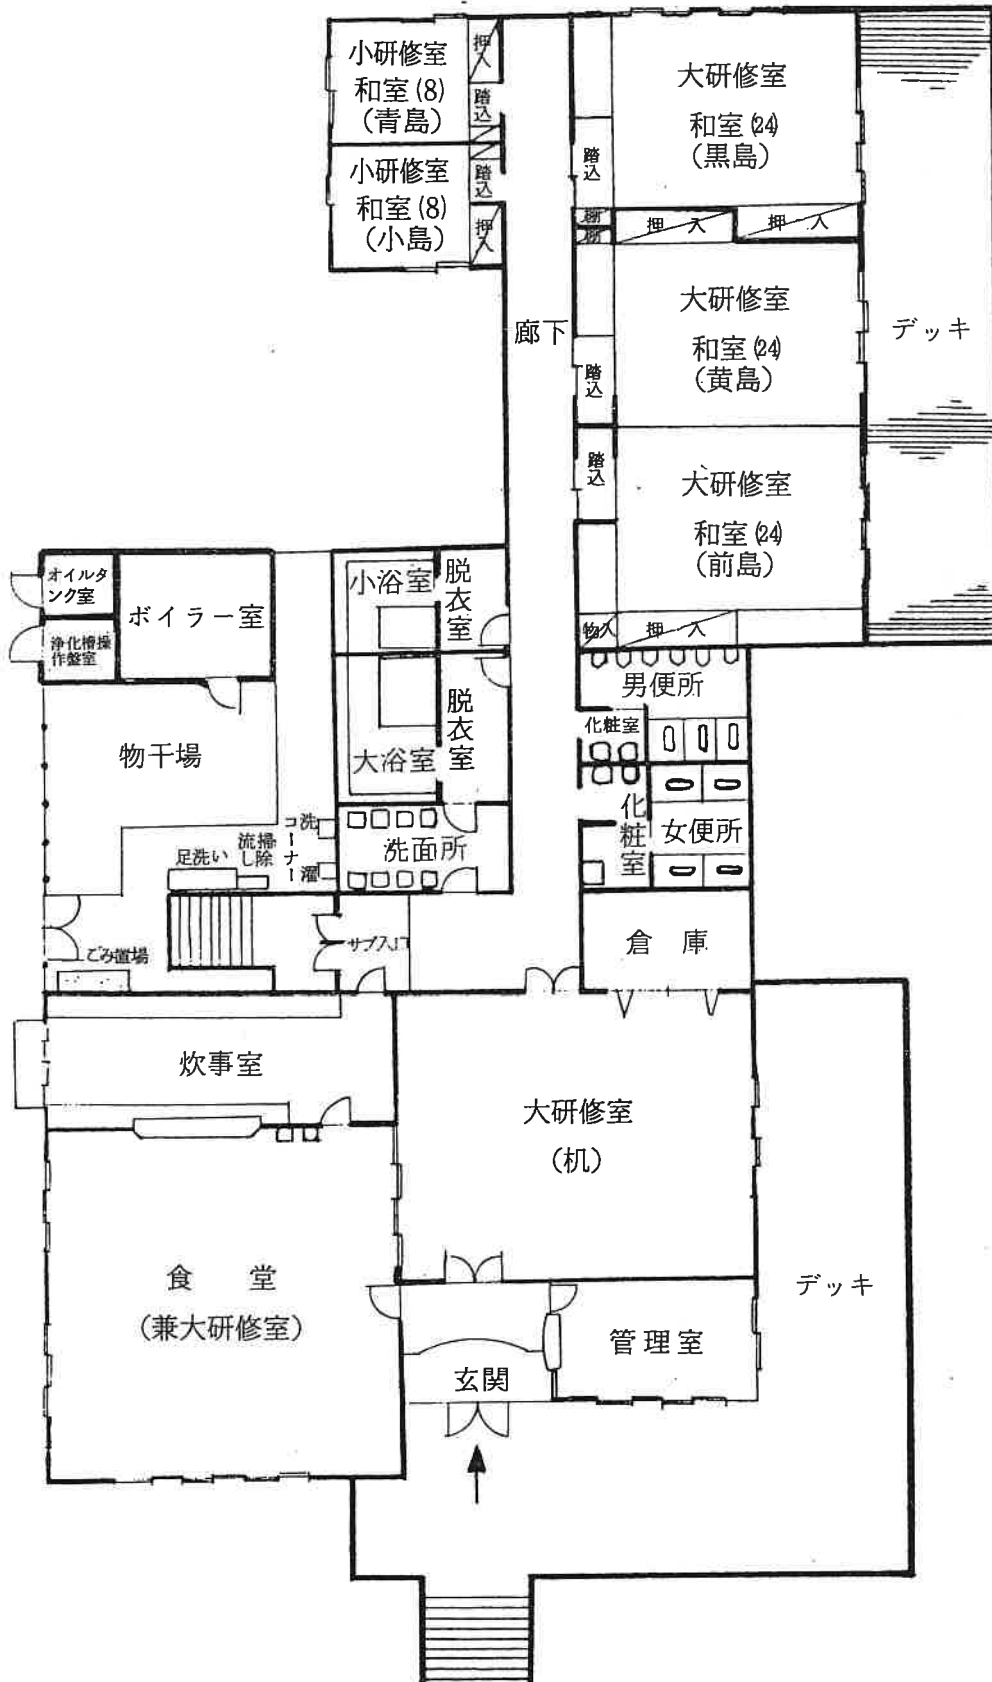 小研修室
和室(8)
(青島)
押入
踏込
小研修室
和室(8)
(小島)
踏込
押入
大研修室
和室(24)
(黒島)
踏込
棚
棚
押入
押入
大研修室
和室(24)
(黄島)
踏込
廊下
デッキ
大研修室
和室(24)
(前島)
踏込
物入
押入
オイルタ
ンク室
浄化槽操
作盤室
ボイラー室
小浴室
脱衣室
大浴室
脱衣室
男便所
化粧室
化粧室
女便所
物干場
洗濯
コーナー
掃除
流し
足洗い
洗面所
ごみ置場
サブ入口
倉庫
炊事室
大研修室
(机)
食堂
(兼大研修室)
玄関
管理室
デッキ